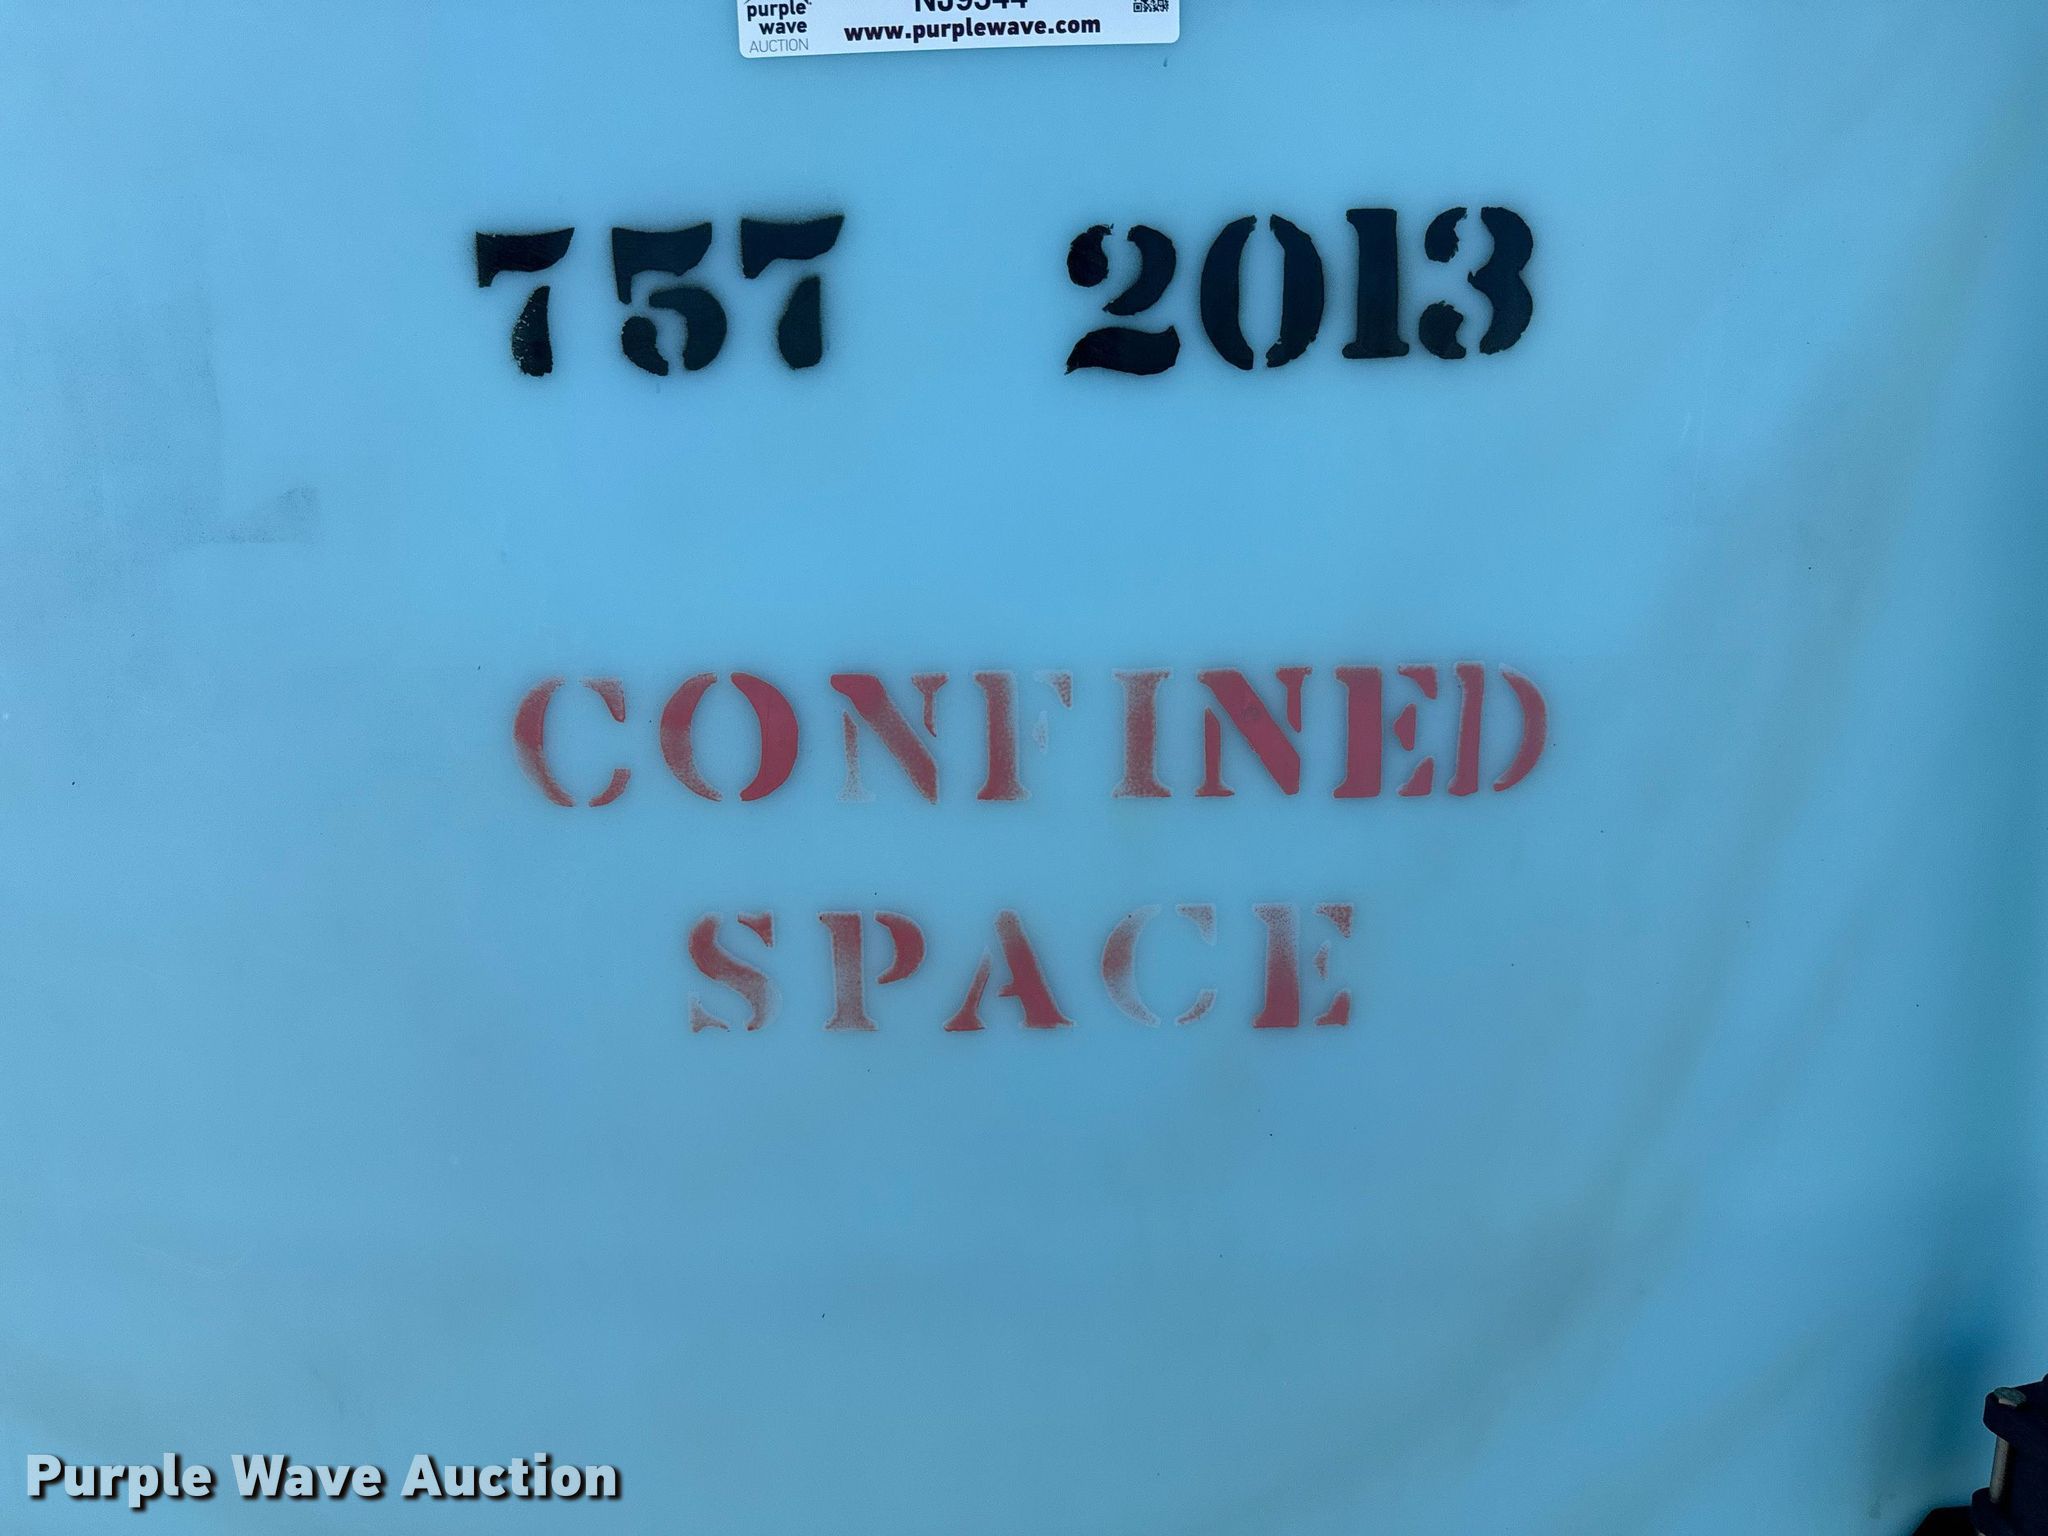 purple
wave
AUCTION
www.purplewave.com
757 2013
CONFINED
SPACE
Purple Wave Auction